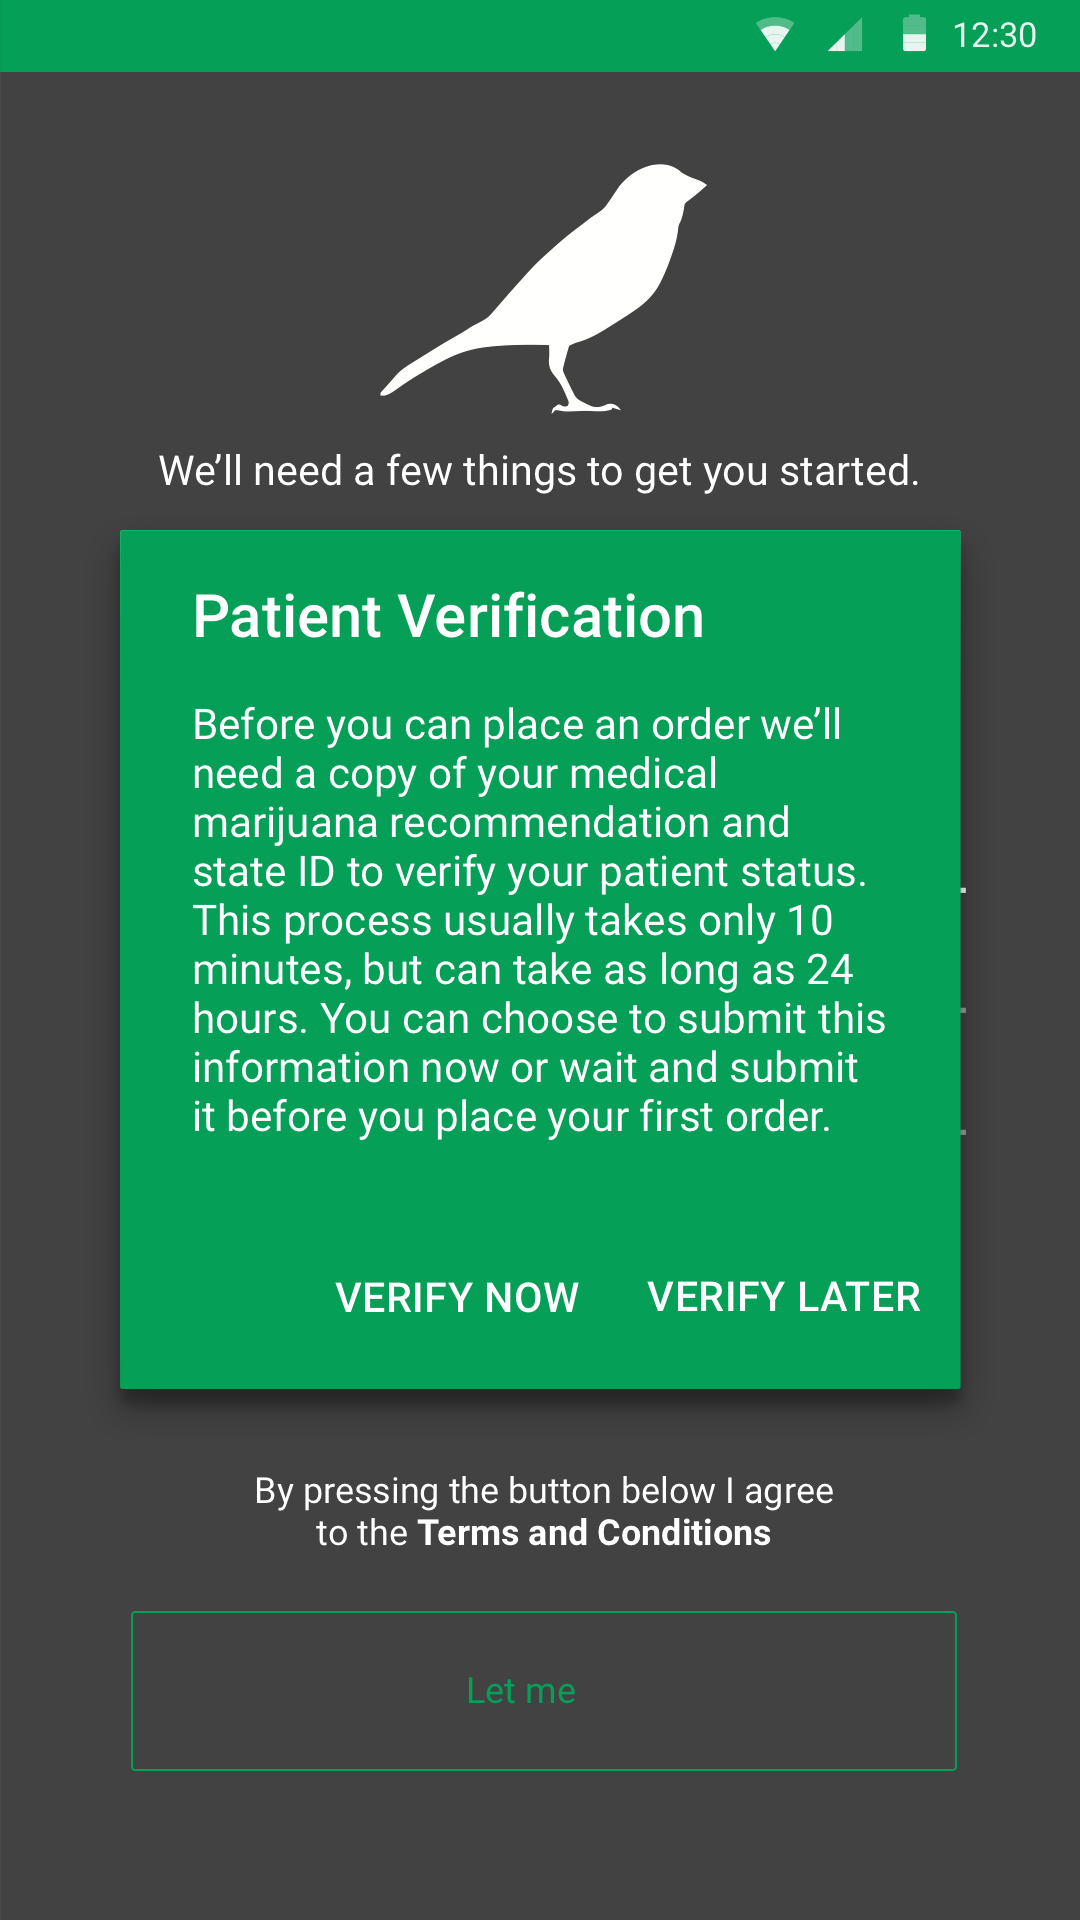 12:30
We’ll need a few things to get you started.
Patient Verification
Before you can place an order we’ll
need a copy of your medical
marijuana recommendation and
state ID to verify your patient status.
This process usually takes only 10
minutes, but can take as long as 24
hours. You can choose to submit this
information now or wait and submit
it before you place your first order.
VERIFY NOW VERIFY LATER
By pressing the button below I agree
to the Terms and Conditions
Let me